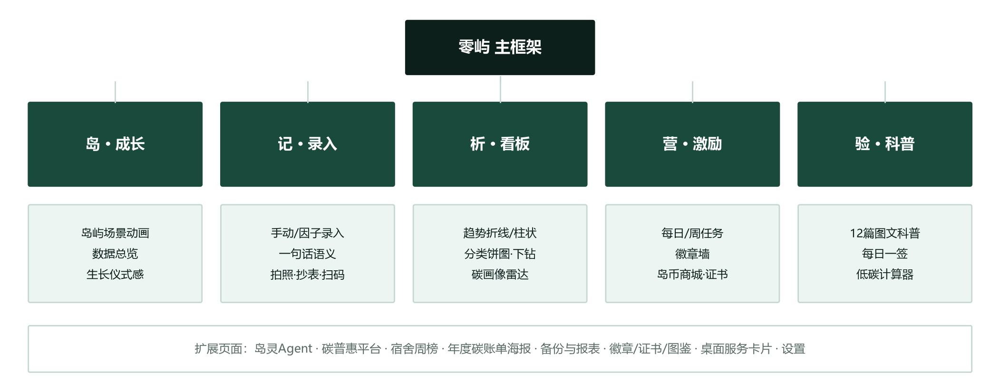 零屿 主框架
岛·成长
记·录入
析·看板
营·激励
验·科普
岛屿场景动画
数据总览
生长仪式感
手动/因子录入
一句话语义
拍照·抄表·扫码
趋势折线/柱状
分类饼图·下钻
碳画像雷达
每日/周任务
徽章墙
岛币商城·证书
12篇图文科普
每日一签
低碳计算器
扩展页面：岛灵Agent · 碳普惠平台 · 宿舍周榜 · 年度碳账单海报 · 备份与报表 · 徽章/证书/图鉴 · 桌面服务卡片 · 设置